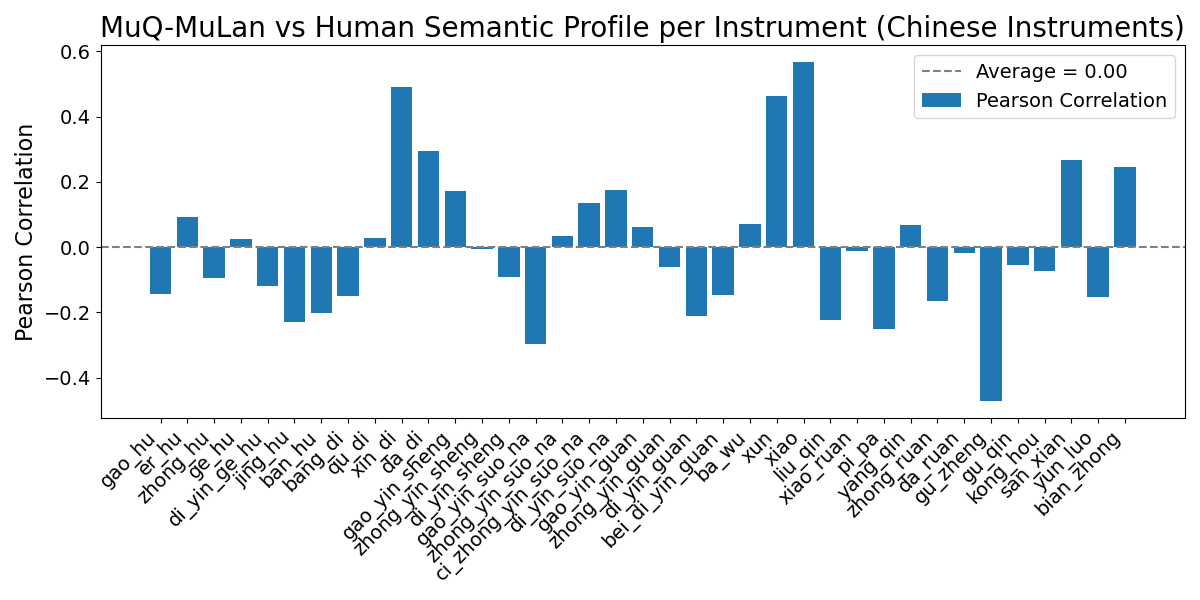 MuQ-MuLan vs Human Semantic Profile per Instrument (Chinese Instruments)
Average = 0.00
Pearson Correlation
Pearson Correlation
0.6
0.4
0.2
0.0
−0.2
−0.4
gao_hu
er_hu
zhong_hu
ge_hu
di_yin_ge_hu
jing_hu
ban_hu
bang_di
qu_di
xin_di
da_di
gao_yin_sheng
zhong_yin_sheng
di_yin_sheng
gao_yin_suo_na
zhong_yin_suo_na
ci_zhong_yin_suo_na
di_yin_suo_na
gao_yin_guan
zhong_yin_guan
di_yin_guan
bei_di_yin_guan
ba_wu
xun
xiao
liu_qin
xiao_ruan
pi_pa
yang_qin
zhong_ruan
da_ruan
gu_zheng
gu_qin
kong_hou
san_xian
yun_luo
bian_zhong